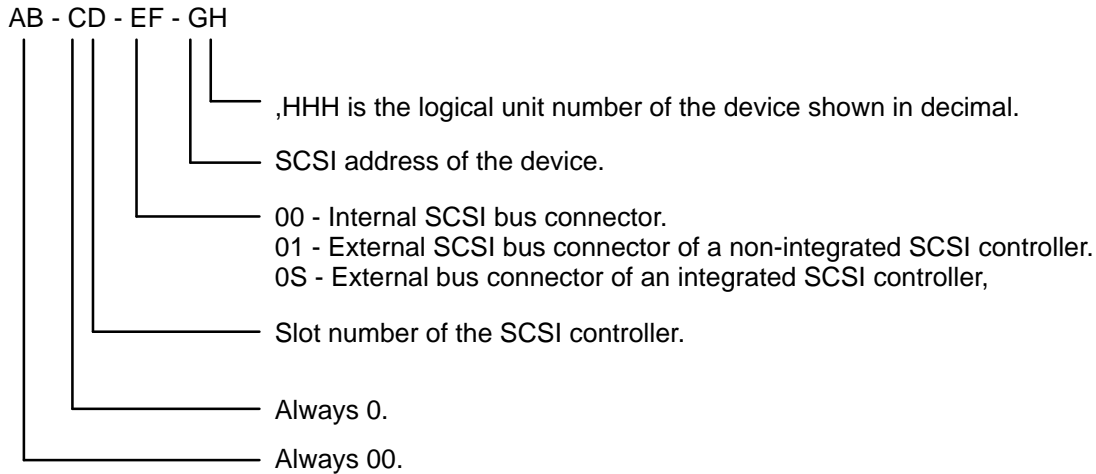 AB - CD - EF - GH
,HHH is the logical unit number of the device shown in decimal.
SCSI address of the device.
00 - Internal SCSI bus connector.
01 - External SCSI bus connector of a non-integrated SCSI controller.
0S - External bus connector of an integrated SCSI controller,
Slot number of the SCSI controller.
Always 0.
Always 00.